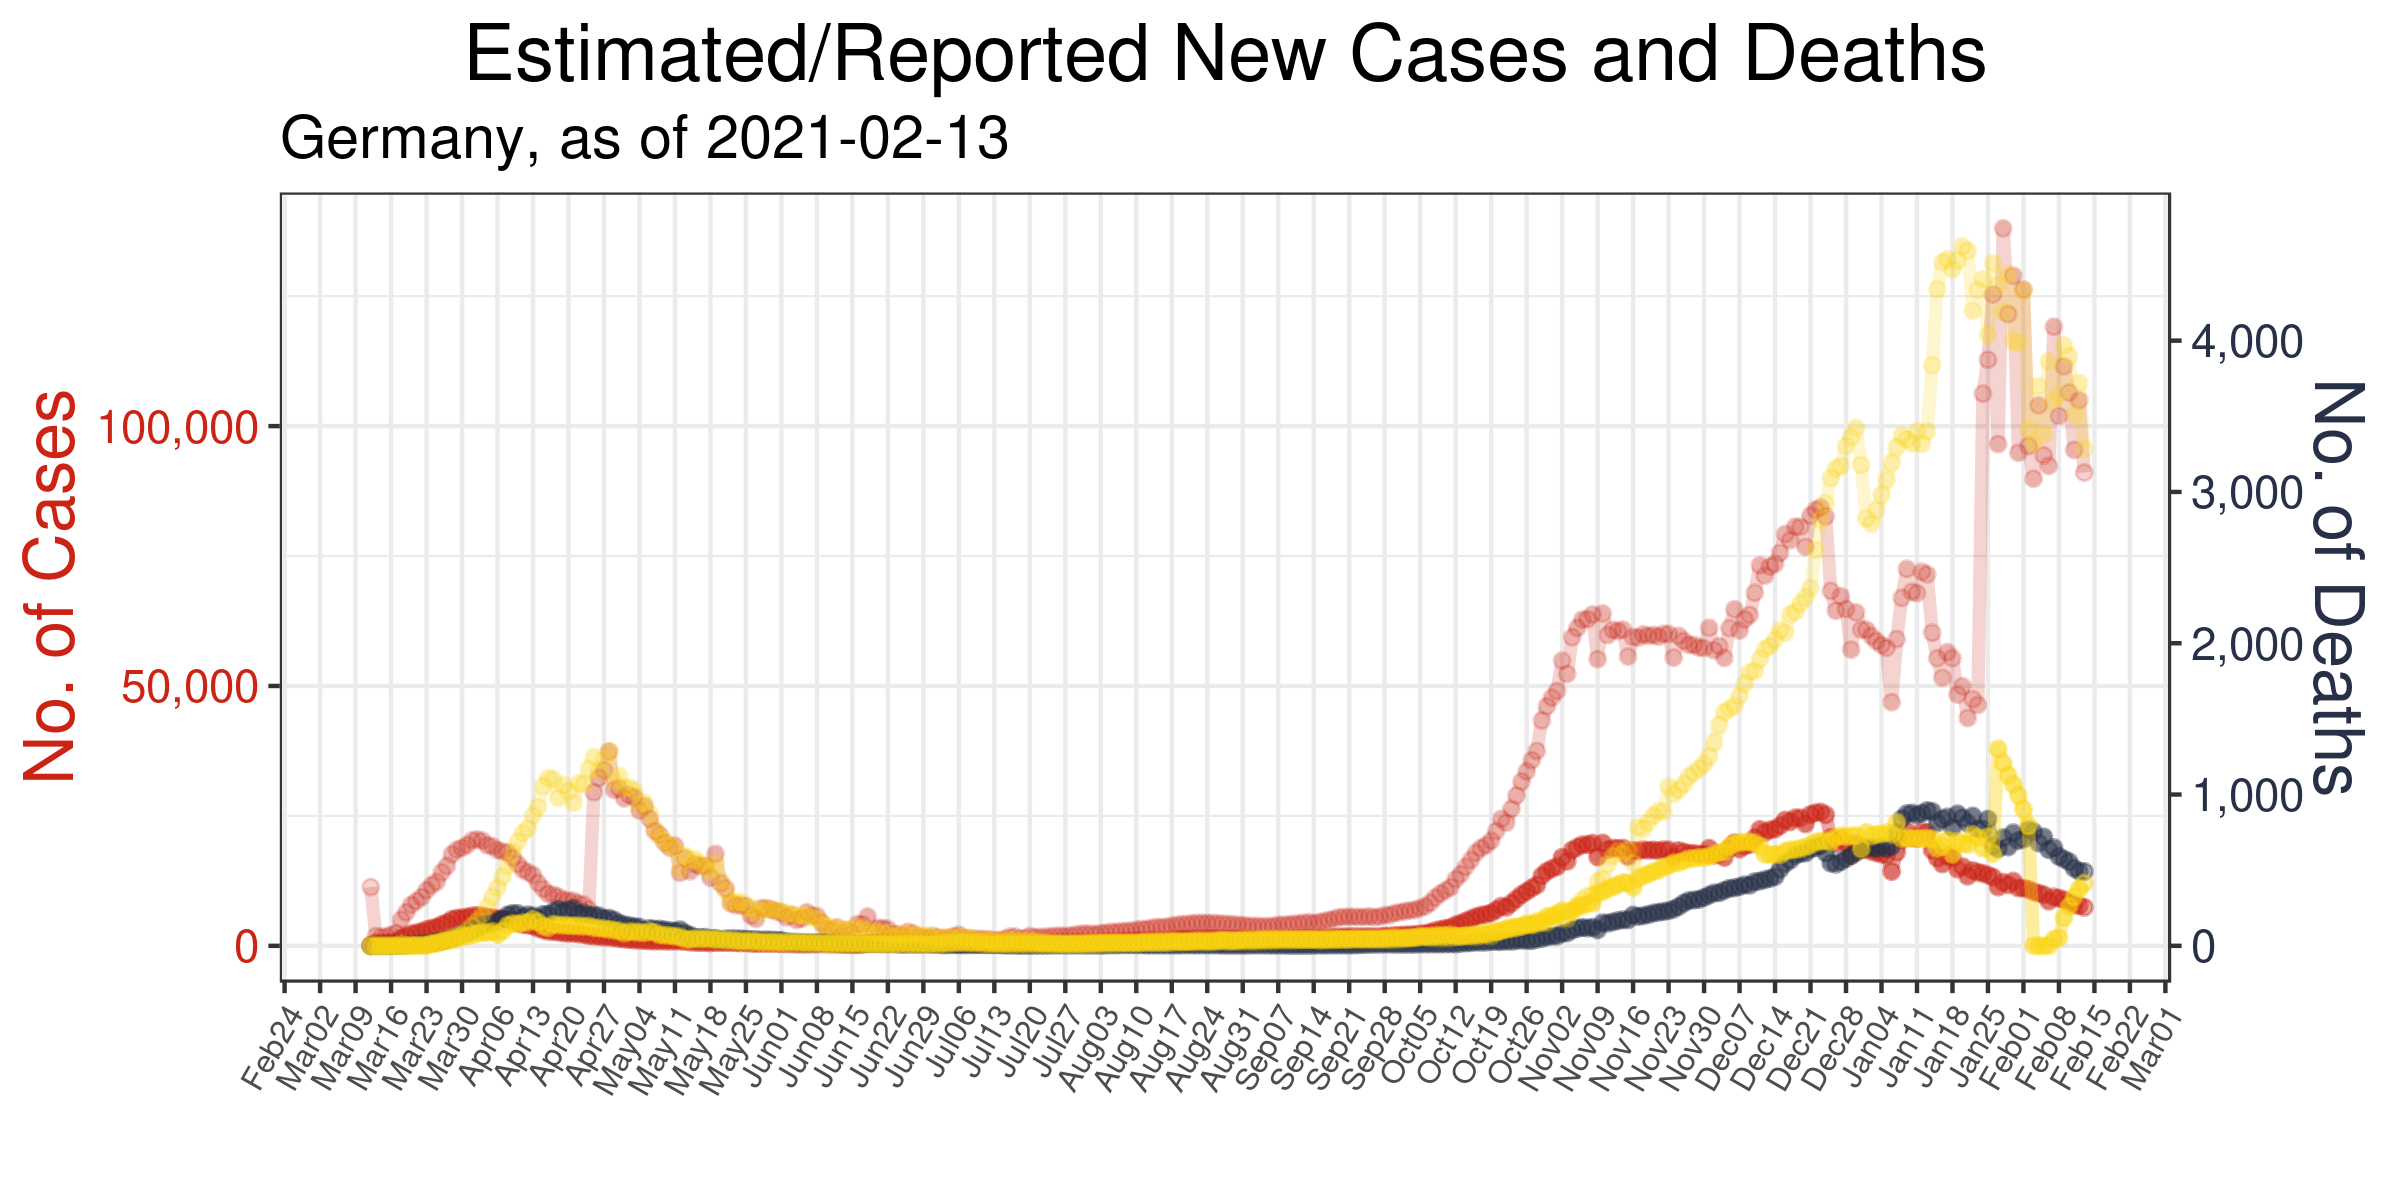 Estimated/Reported New Cases and Deaths
Germany, as of 2021-02-13
No. of Cases
100,000
50,000
0
4,000
3,000
2,000
1,000
0
No. of Deaths
Feb24
Mar02
Mar09
Mar16
Mar23
Mar30
Apr06
Apr13
Apr20
Apr27
May04
May11
May18
May25
Jun01
Jun08
Jun15
Jun22
Jun29
Jul06
Jul13
Jul20
Jul27
Aug03
Aug10
Aug17
Aug24
Aug31
Sep07
Sep14
Sep21
Sep28
Oct05
Oct12
Oct19
Oct26
Nov02
Nov09
Nov16
Nov23
Nov30
Dec07
Dec14
Dec21
Dec28
Jan04
Jan11
Jan18
Jan25
Feb01
Feb08
Feb15
Feb22
Mar01